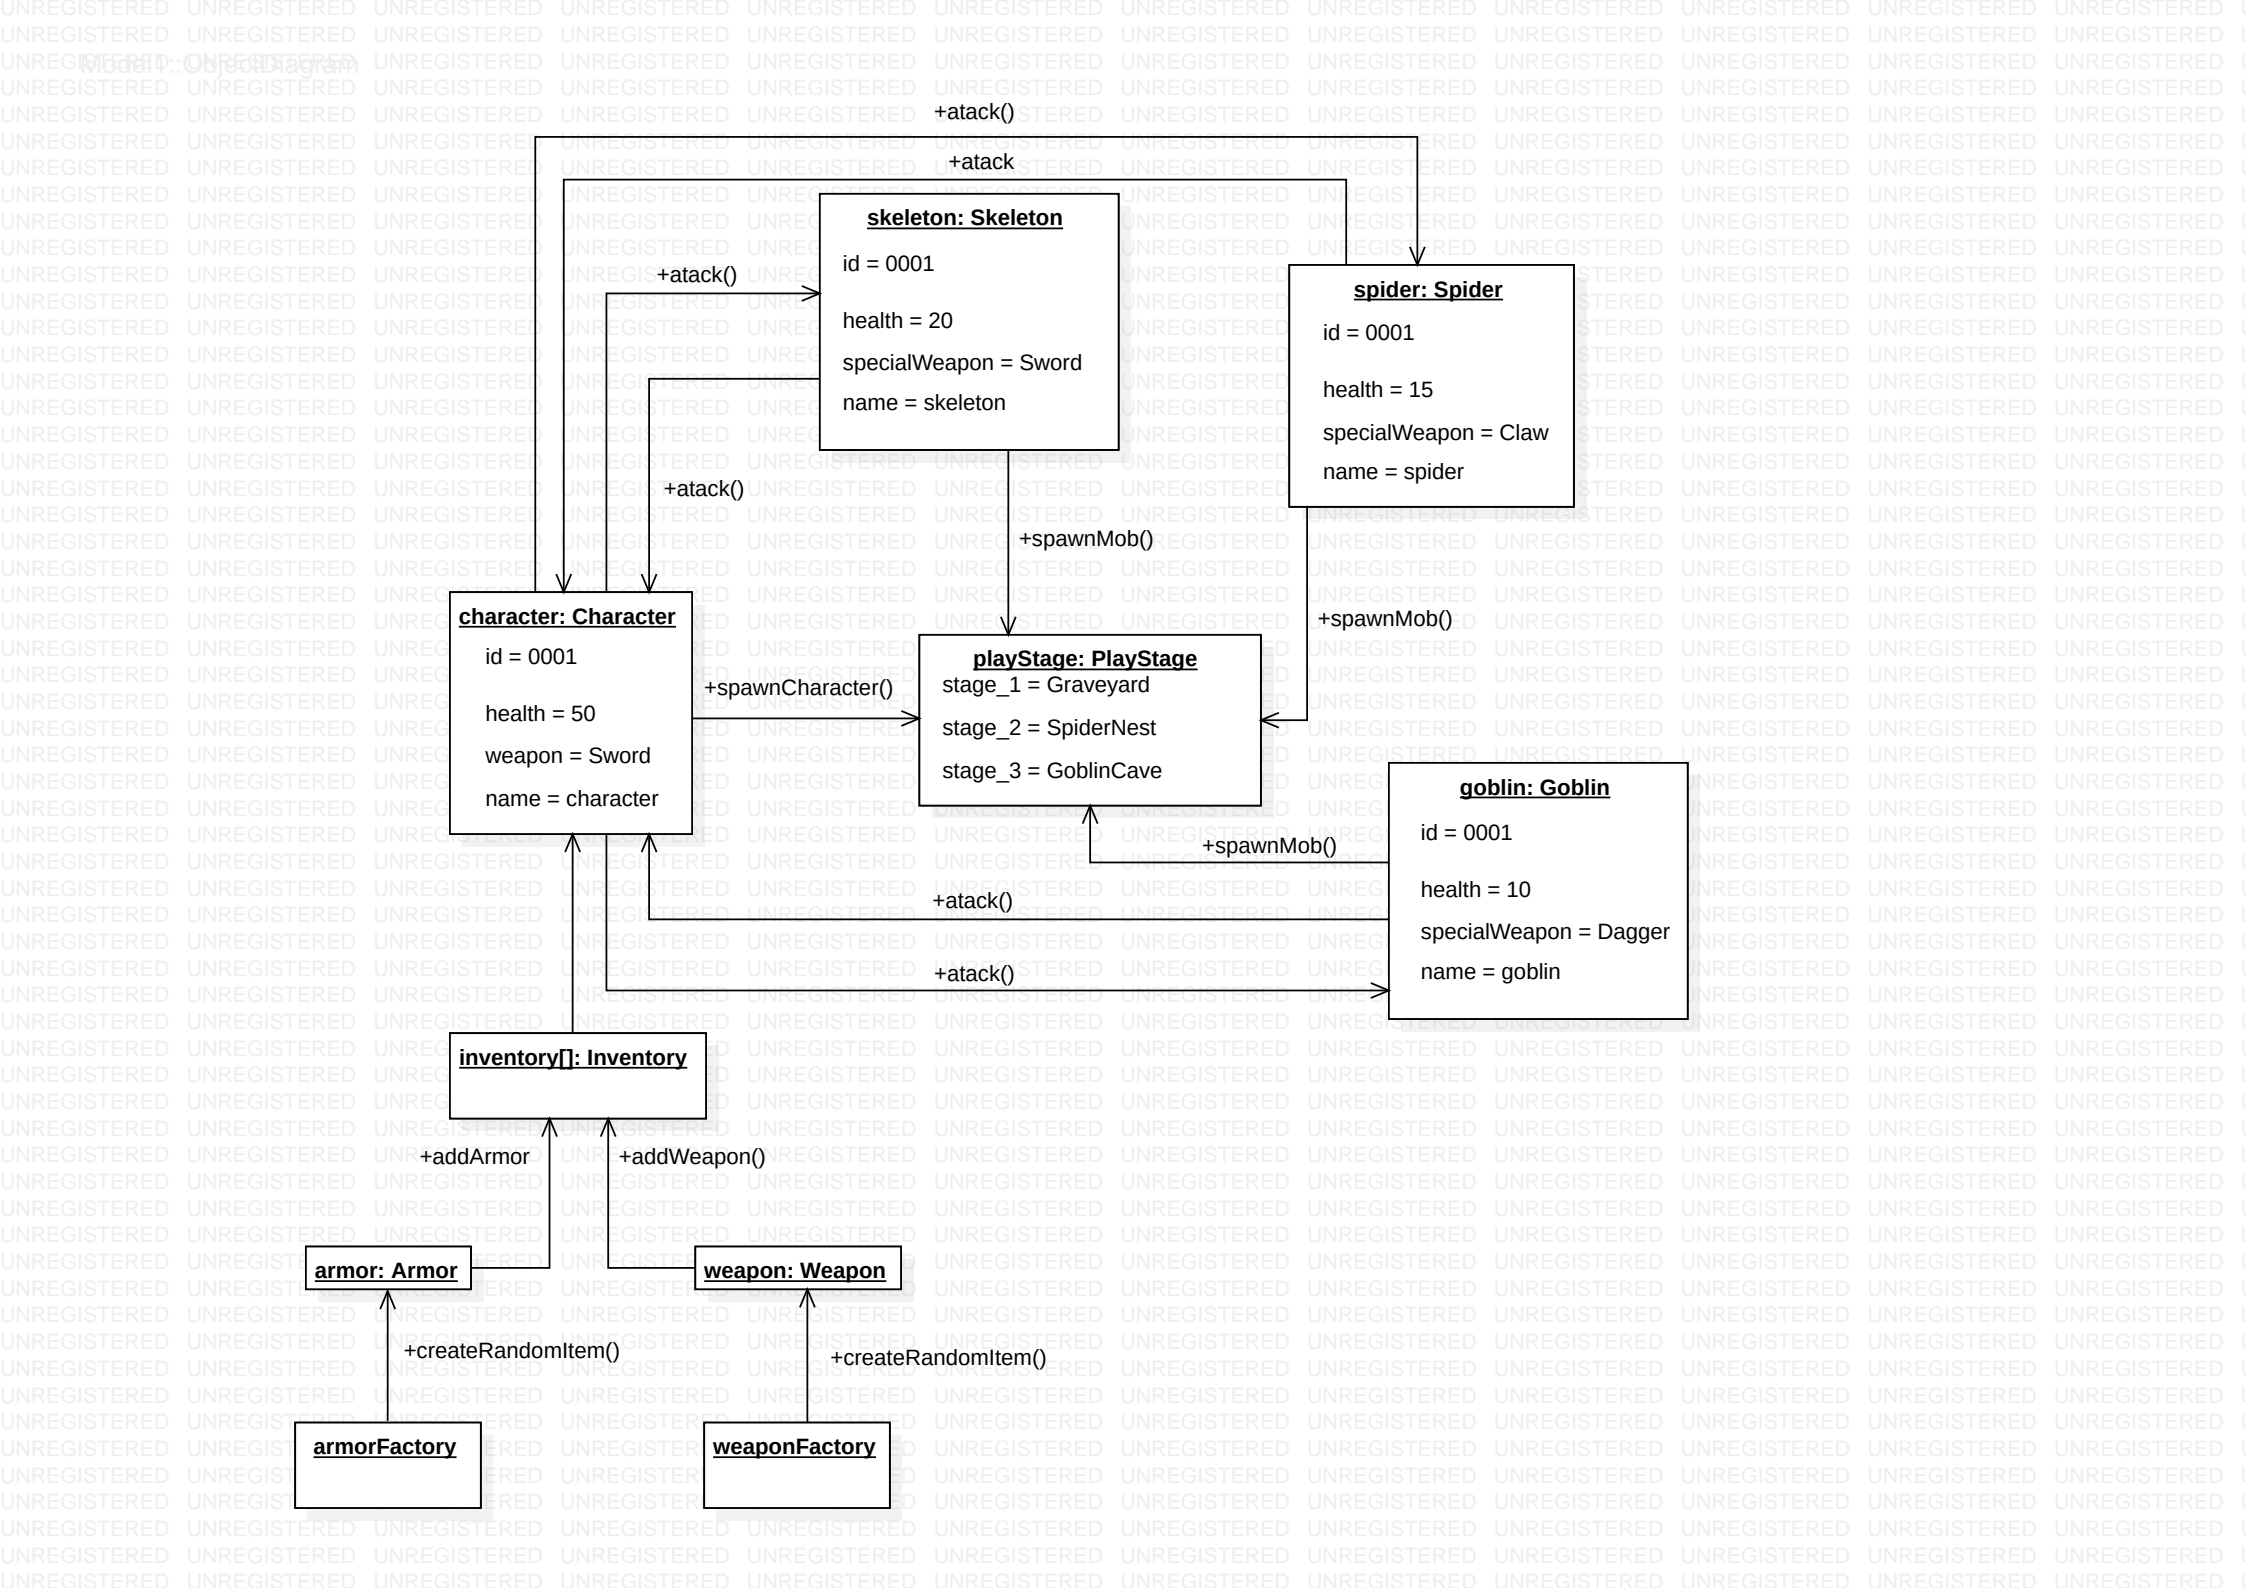 Model1::ObjectDiagram
+atack()
+atack
skeleton: Skeleton
id = 0001
health = 20
specialWeapon = Sword
name = skeleton
+atack()
spider: Spider
id = 0001
health = 15
specialWeapon = Claw
name = spider
+atack()
+spawnMob()
+spawnMob()
character: Character
id = 0001
health = 50
weapon = Sword
name = character
+spawnCharacter()
playStage: PlayStage
stage_1 = Graveyard
stage_2 = SpiderNest
stage_3 = GoblinCave
goblin: Goblin
id = 0001
health = 10
specialWeapon = Dagger
name = goblin
+spawnMob()
+atack()
+atack()
inventory[]: Inventory
+addArmor
+addWeapon()
armor: Armor
weapon: Weapon
+createRandomItem()
+createRandomItem()
armorFactory
weaponFactory
UNREGISTERED